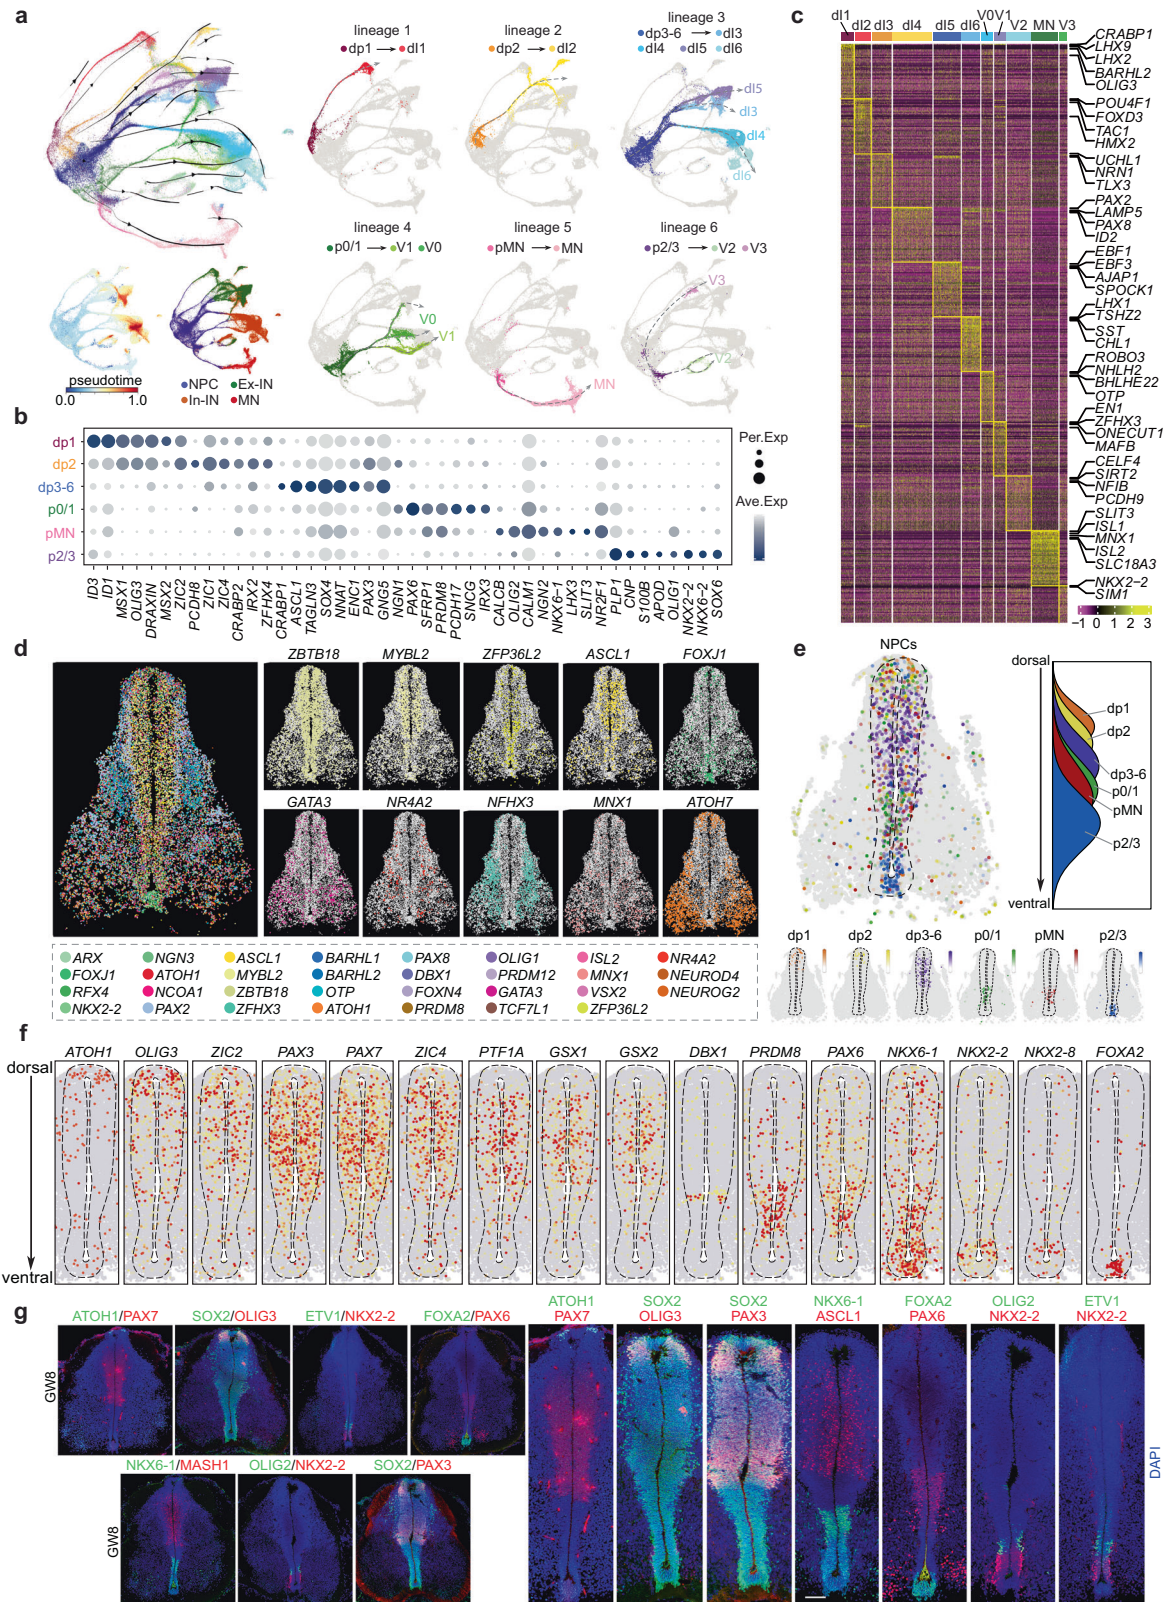 a
lineage 1
dp1 → dI1
lineage 2
dp2 → dI2
lineage 3
dp3-6 → dI3
dI4 dI5 dI6
dI5
dI3
dI4
dI6
lineage 4
p0/1 → V1 V0
V0
V1
lineage 5
pMN → MN
MN
lineage 6
p2/3 → V2 V3
V3
V2
pseudotime
0.0 1.0
NPC Ex-IN
In-IN MN
b
dp1
dp2
dp3-6
p0/1
pMN
p2/3
Per.Exp
Ave.Exp
ID3 ID1 MSX1 OLIG3 DRAXIN MSX2 ZIC2 PCDH8 ZIC1 ZIC4 CRABP2 IRX2 ZFHX4 CRABP1 ASCL1 TAGLN3 SOX4 NNAT ENC1 PAX3 GNG5 NGN1 PAX6 SFRP1 PRDM8 PCDH17 SNCG IRX3 CALCB OLIG2 CALM1 NGN2 NKX6-1 LHX3 SLIT3 NR2F1 PLP1 CNP S100B APOD OLIG1 NKX2-2 NKX6-2 SOX6
c
dI1 dI2 dI3 dI4 dI5 dI6 V0 V1 V2 MN V3
CRABP1
LHX9
LHX2
BARHL2
OLIG3
POU4F1
FOXD3
TAC1
HMX2
UCHL1
NRN1
TLX3
PAX2
LAMP5
PAX8
ID2
EBF1
EBF3
AJAP1
SPOCK1
LHX1
TSHZ2
SST
CHL1
ROBO3
NHLH2
BHLHE22
OTP
EN1
ZFHX3
ONECUT1
MAFB
CELF4
SIRT2
NFIB
PCDH9
SLIT3
ISL1
MNX1
ISL2
SLC18A3
NKX2-2
SIM1
−1 0 1 2 3
d
ZBTB18 MYBL2 ZFP36L2 ASCL1 FOXJ1
GATA3 NR4A2 NFHX3 MNX1 ATOH7
ARX NGN3 ASCL1 BARHL1 PAX8 OLIG1 ISL2 NR4A2
FOXJ1 ATOH1 MYBL2 BARHL2 DBX1 PRDM12 MNX1 NEUROD4
RFX4 NCOA1 ZBTB18 OTP FOXN4 GATA3 VSX2 NEUROG2
NKX2-2 PAX2 ZFHX3 ATOH1 PRDM8 TCF7L1 ZFP36L2
e
NPCs
dorsal
ventral
dp1
dp2
dp3-6
p0/1
pMN
p2/3
dp1 dp2 dp3-6 p0/1 pMN p2/3
f
ATOH1 OLIG3 ZIC2 PAX3 PAX7 ZIC4 PTF1A GSX1 GSX2 DBX1 PRDM8 PAX6 NKX6-1 NKX2-2 NKX2-8 FOXA2
dorsal
ventral
g
ATOH1/PAX7 SOX2/OLIG3 ETV1/NKX2-2 FOXA2/PAX6
GW8
NKX6-1/MASH1 OLIG2/NKX2-2 SOX2/PAX3
GW8
ATOH1 SOX2 SOX2 NKX6-1 FOXA2 OLIG2 ETV1
PAX7 OLIG3 PAX3 ASCL1 PAX6 NKX2-2 NKX2-2
DAPI